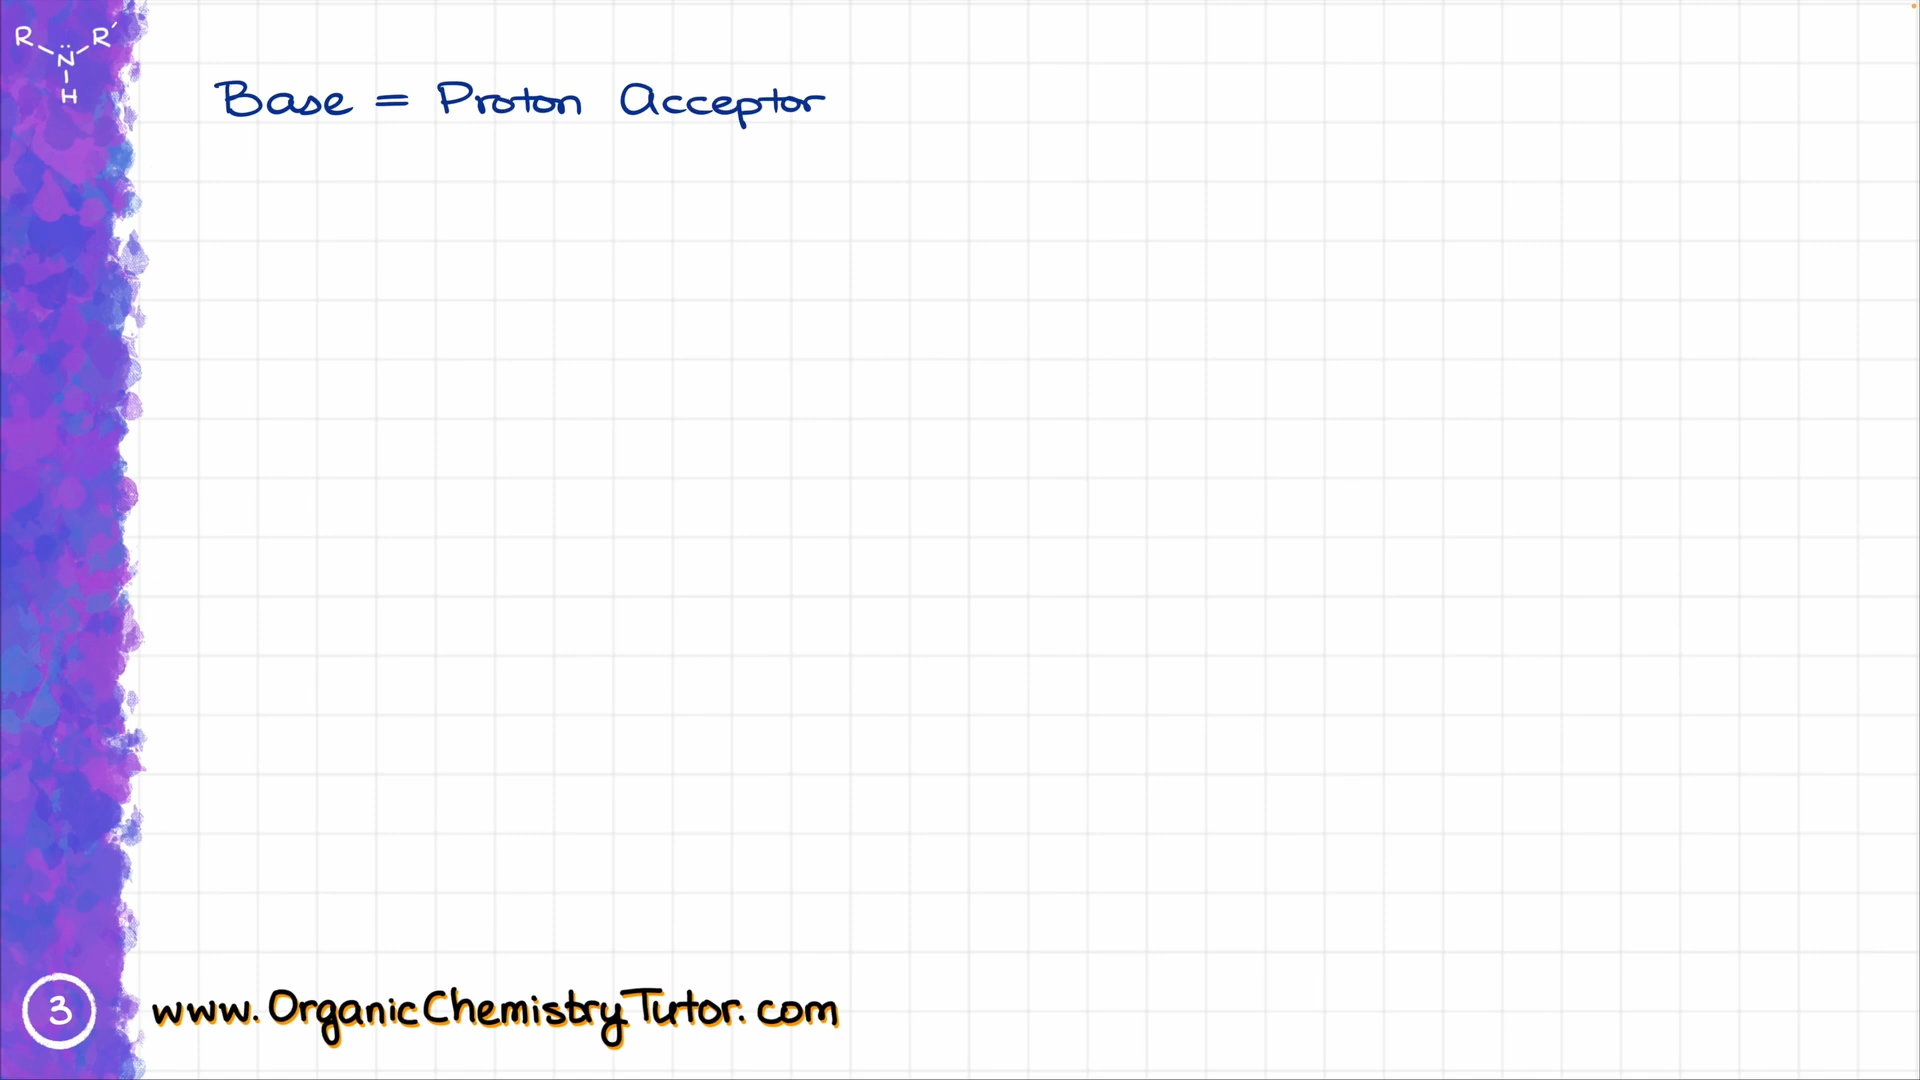 R N̈ R′
H
Base = Proton Acceptor
3
www.OrganicChemistryTutor.com